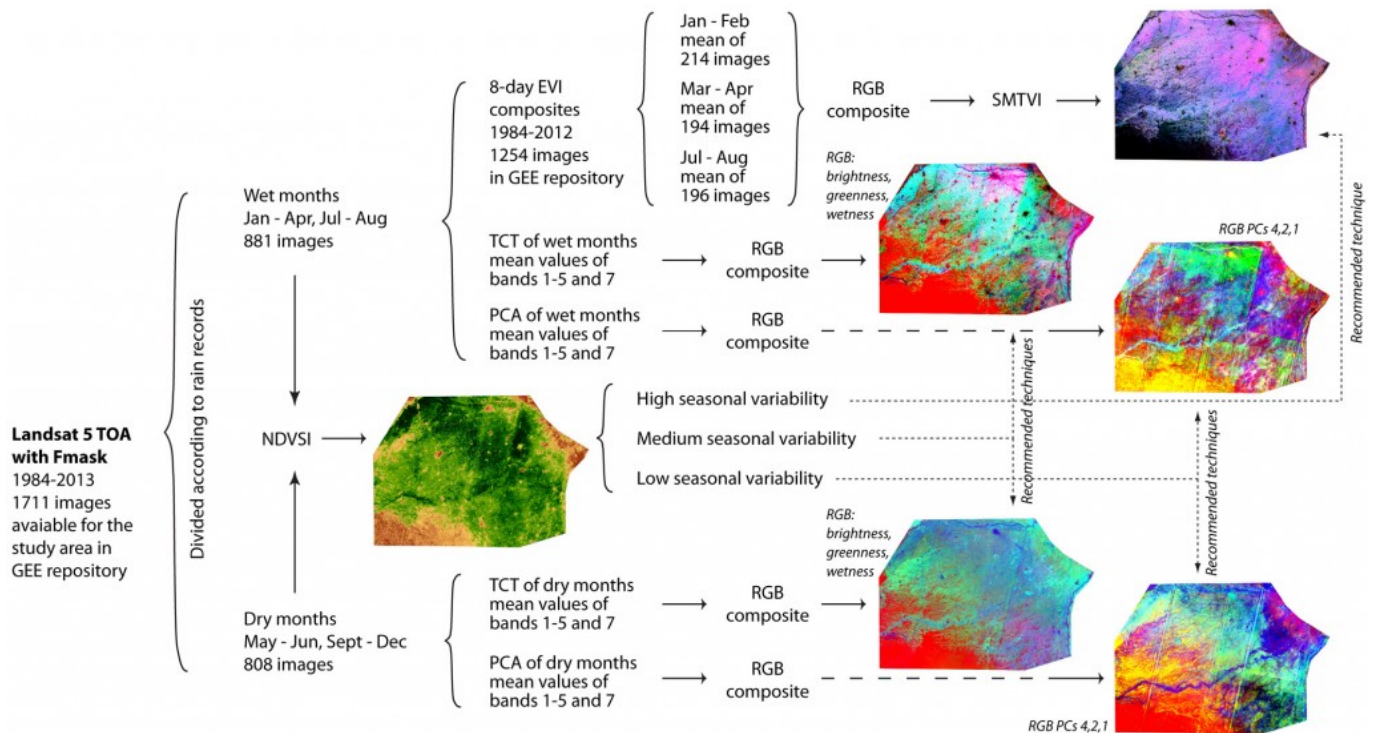 Landsat 5 TOA
with Fmask
1984-2013
1711 images
avaiable for the
study area in
GEE repository
Divided according to rain records
Wet months
Jan - Apr, Jul - Aug
881 images
NDVSI
Dry months
May - Jun, Sept - Dec
808 images
8-day EVI
composites
1984-2012
1254 images
in GEE repository
Jan - Feb
mean of
214 images
Mar - Apr
mean of
194 images
Jul - Aug
mean of
196 images
RGB
composite
SMTVI
TCT of wet months
mean values of
bands 1-5 and 7
RGB
composite
RGB:
brightness,
greenness,
wetness
PCA of wet months
mean values of
bands 1-5 and 7
RGB
composite
RGB PCs 4,2,1
High seasonal variability
Medium seasonal variability
Low seasonal variability
Recommended technique
Recommended techniques
Recommended techniques
TCT of dry months
mean values of
bands 1-5 and 7
RGB
composite
RGB:
brightness,
greenness,
wetness
PCA of dry months
mean values of
bands 1-5 and 7
RGB
composite
RGB PCs 4,2,1